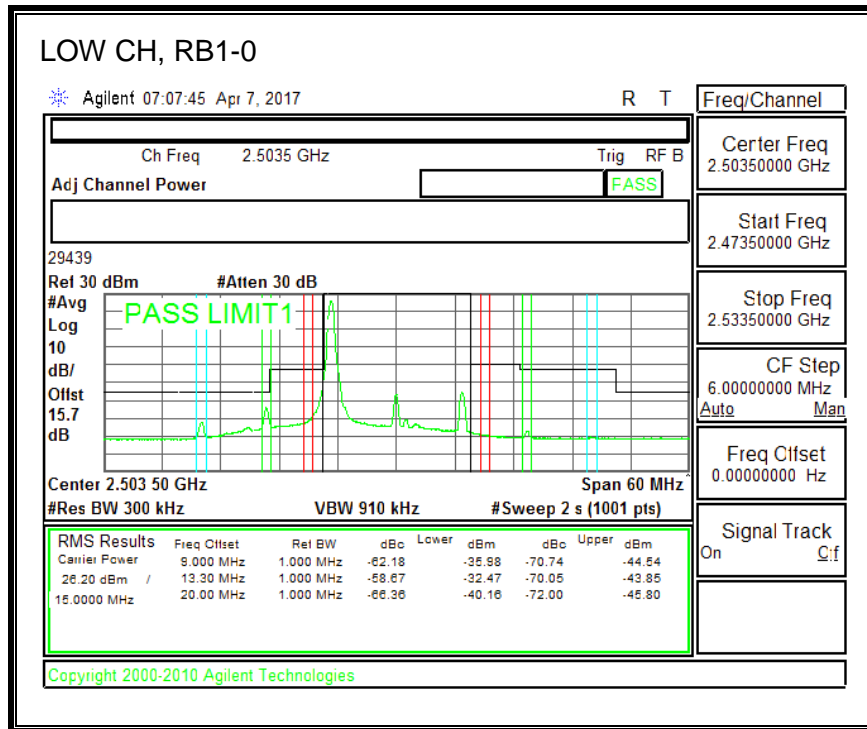 LOW CH, RB1-0
Agilent 07:07:45 Apr 7, 2017 R T
Freq/Channel
Ch Freq 2.5035 GHz Trig RF B
Adj Channel Power PASS
Center Freq
2.50350000 GHz
Start Freq
2.47350000 GHz
Stop Freq
2.53350000 GHz
CF Step
6.00000000 MHz
Auto Man
Freq Offset
0.00000000 Hz
Signal Track
On Off
29439
Ref 30 dBm #Atten 30 dB
#Avg
Log
10
dB/
Offst
15.7
dB
PASS LIMIT1
Center 2.503 50 GHz Span 60 MHz
#Res BW 300 kHz VBW 910 kHz #Sweep 2 s (1001 pts)
RMS Results Freq Offset Ref BW dBc Lower dBm dBc Upper dBm
Carrier Power 9.000 MHz 1.000 MHz -62.18 -35.98 -70.74 -44.54
26.20 dBm / 13.30 MHz 1.000 MHz -58.67 -32.47 -70.05 -43.85
15.0000 MHz 20.00 MHz 1.000 MHz -66.36 -40.16 -72.00 -45.80
Copyright 2000-2010 Agilent Technologies